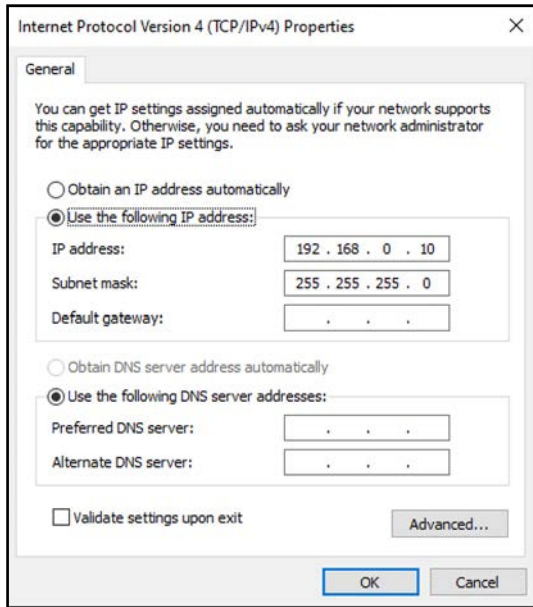 Internet Protocol Version 4 (TCP/IPv4) Properties
General
You can get IP settings assigned automatically if your network supports
this capability. Otherwise, you need to ask your network administrator
for the appropriate IP settings.
Obtain an IP address automatically
Use the following IP address:
IP address: 192 . 168 . 0 . 10
Subnet mask: 255 . 255 . 255 . 0
Default gateway: . . .
Obtain DNS server address automatically
Use the following DNS server addresses:
Preferred DNS server: . . .
Alternate DNS server: . . .
Validate settings upon exit Advanced...
OK Cancel